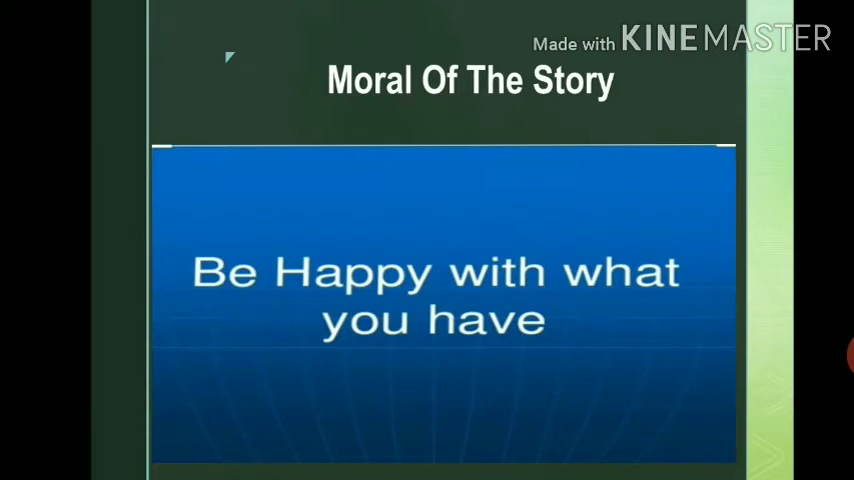 Made with KINEMASTER
Moral Of The Story
Be Happy with what
you have